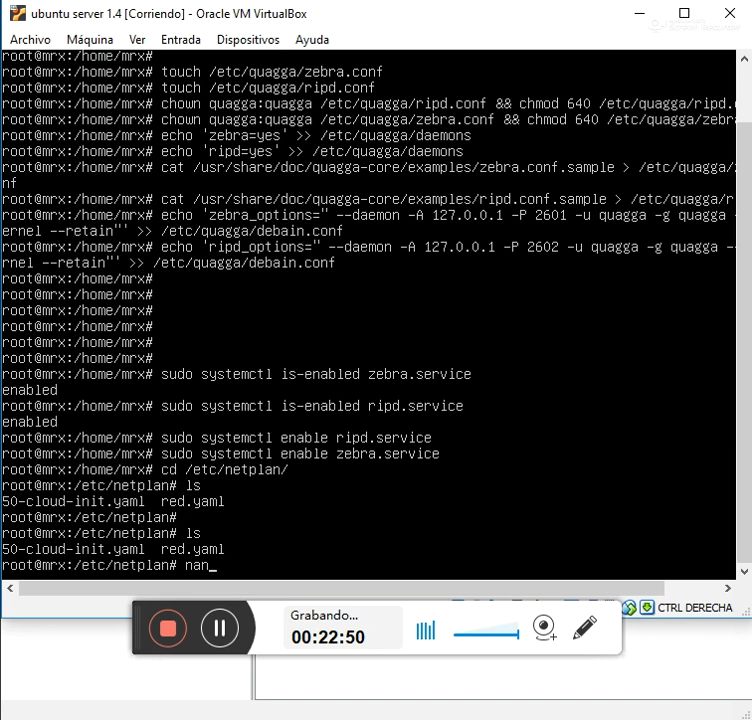 ubuntu server 1.4 [Corriendo] - Oracle VM VirtualBox
Archivo Máquina Ver Entrada Dispositivos Ayuda
root@mrx:/home/mrx#
root@mrx:/home/mrx# touch /etc/quagga/zebra.conf
root@mrx:/home/mrx# touch /etc/quagga/ripd.conf
root@mrx:/home/mrx# chown quagga:quagga /etc/quagga/ripd.conf && chmod 640 /etc/quagga/ripd.
root@mrx:/home/mrx# chown quagga:quagga /etc/quagga/zebra.conf && chmod 640 /etc/quagga/zebr
root@mrx:/home/mrx# echo 'zebra=yes' >> /etc/quagga/daemons
root@mrx:/home/mrx# echo 'ripd=yes' >> /etc/quagga/daemons
root@mrx:/home/mrx# cat /usr/share/doc/quagga-core/examples/zebra.conf.sample > /etc/quagga/
nf
root@mrx:/home/mrx# cat /usr/share/doc/quagga-core/examples/ripd.conf.sample > /etc/quagga/r
root@mrx:/home/mrx# echo 'zebra_options=" --daemon -A 127.0.0.1 -P 2601 -u quagga -g quagga
ernel --retain"' >> /etc/quagga/debain.conf
root@mrx:/home/mrx# echo 'ripd_options=" --daemon -A 127.0.0.1 -P 2602 -u quagga -g quagga -
rnel --retain"' >> /etc/quagga/debain.conf
root@mrx:/home/mrx#
root@mrx:/home/mrx#
root@mrx:/home/mrx#
root@mrx:/home/mrx#
root@mrx:/home/mrx#
root@mrx:/home/mrx#
root@mrx:/home/mrx# sudo systemctl is-enabled zebra.service
enabled
root@mrx:/home/mrx# sudo systemctl is-enabled ripd.service
enabled
root@mrx:/home/mrx# sudo systemctl enable ripd.service
root@mrx:/home/mrx# sudo systemctl enable zebra.service
root@mrx:/home/mrx# cd /etc/netplan/
root@mrx:/etc/netplan# ls
50-cloud-init.yaml red.yaml
root@mrx:/etc/netplan#
root@mrx:/etc/netplan# ls
50-cloud-init.yaml red.yaml
root@mrx:/etc/netplan# nan_
CTRL DERECHA
Grabando...
00:22:50